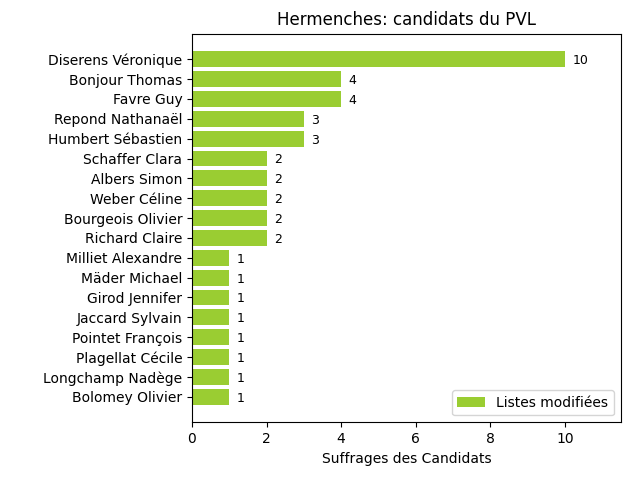 Hermenches: candidats du PVL
Diserens Véronique 10
Bonjour Thomas 4
Favre Guy 4
Repond Nathanaël 3
Humbert Sébastien 3
Schaffer Clara 2
Albers Simon 2
Weber Céline 2
Bourgeois Olivier 2
Richard Claire 2
Milliet Alexandre 1
Mäder Michael 1
Girod Jennifer 1
Jaccard Sylvain 1
Pointet François 1
Plagellat Cécile 1
Longchamp Nadège 1
Bolomey Olivier 1
Listes modifiées
0 2 4 6 8 10
Suffrages des Candidats